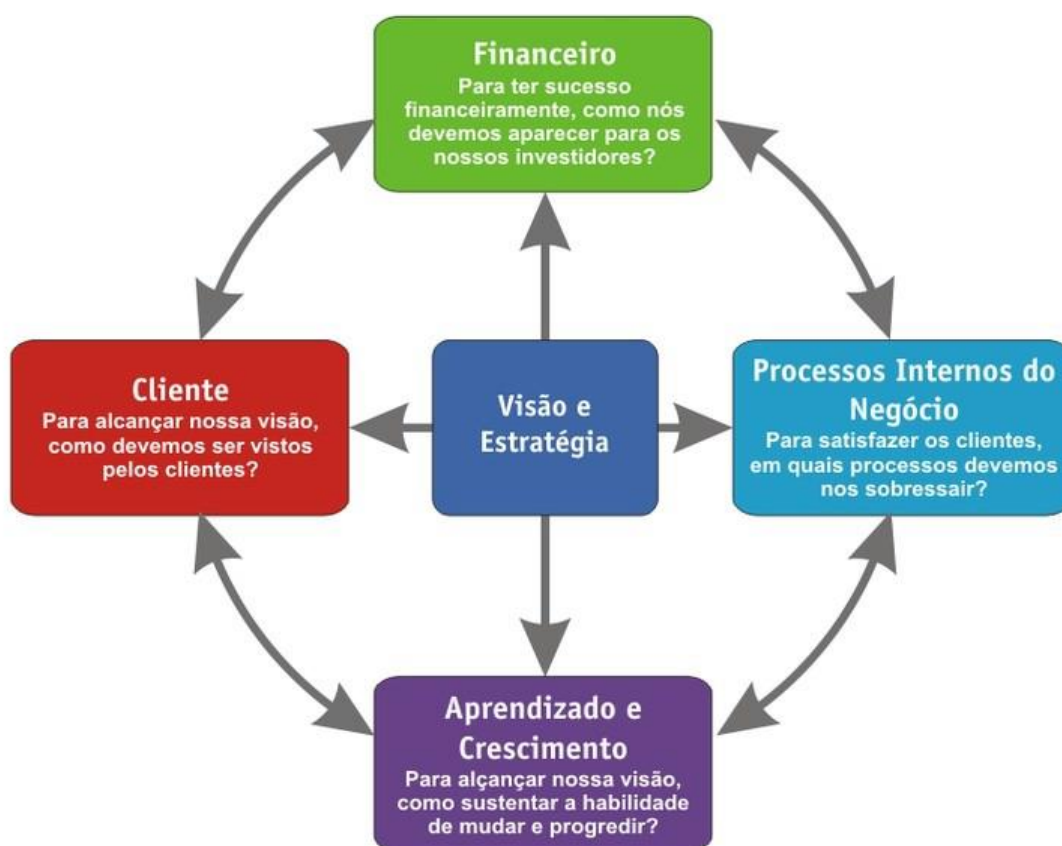 Financeiro
Para ter sucesso
financeiramente, como nós
devemos aparecer para os
nossos investidores?
Cliente
Para alcançar nossa visão,
como devemos ser vistos
pelos clientes?
Visão e
Estratégia
Processos Internos do
Negócio
Para satisfazer os clientes,
em quais processos devemos
nos sobressair?
Aprendizado e
Crescimento
Para alçançar nossa visão,
como sustentar a habilidade
de mudar e progredir?